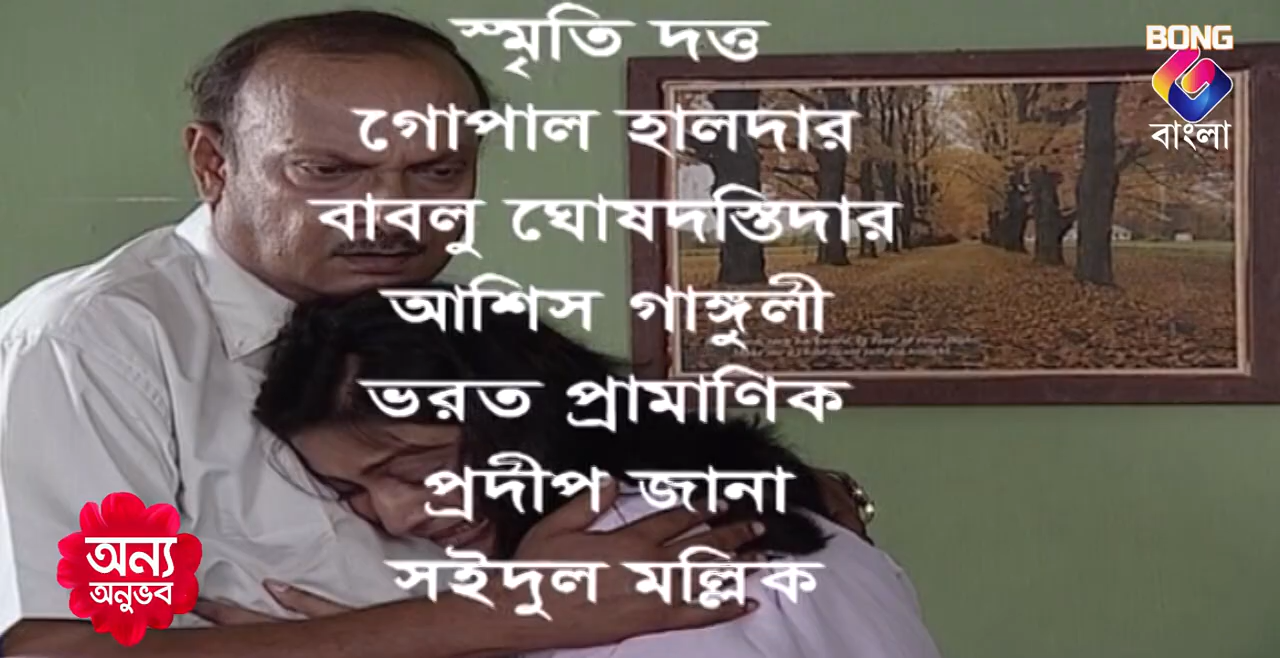 স্মৃতি দত্ত
BONG
বাংলা
গোপাল হালদার
বাবলু ঘোষদস্তিদার
আশিস গাঙ্গুলী
ভরত প্রামাণিক
প্রদীপ জানা
সইদুল মল্লিক
অন্য
অনুভব